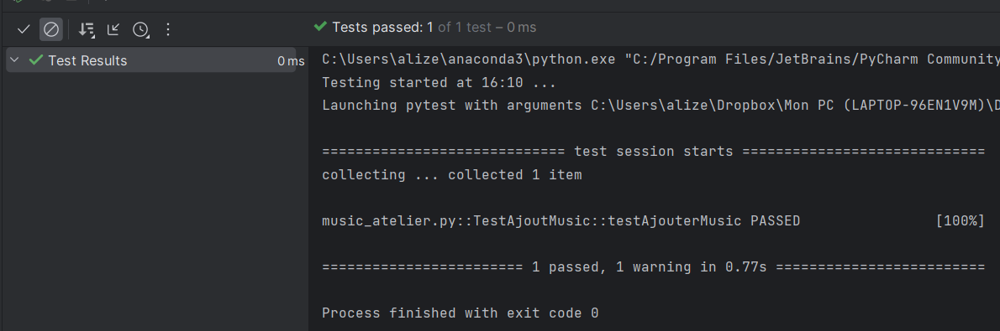 Tests passed: 1 of 1 test – 0 ms
Test Results 0 ms
C:\Users\alize\anaconda3\python.exe "C:/Program Files/JetBrains/PyCharm Community
Testing started at 16:10 ...
Launching pytest with arguments C:\Users\alize\Dropbox\Mon PC (LAPTOP-96EN1V9M)\D
============================= test session starts =============================
collecting ... collected 1 item
music_atelier.py::TestAjoutMusic::testAjouterMusic PASSED [100%]
======================== 1 passed, 1 warning in 0.77s =========================
Process finished with exit code 0